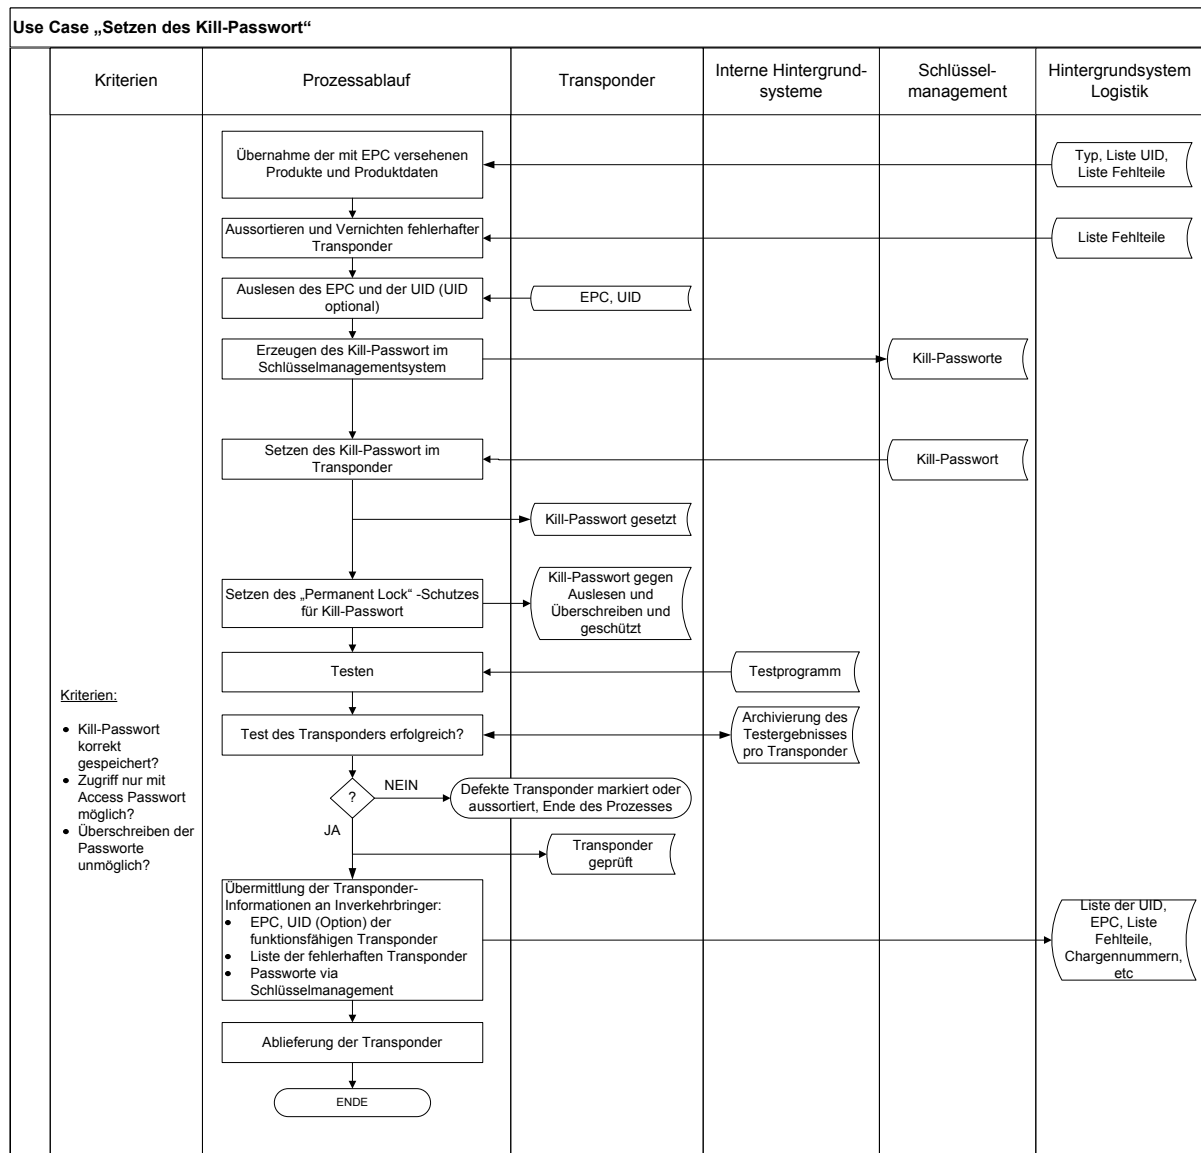 Use Case „Setzen des Kill-Passwort“
Kriterien
Prozessablauf
Transponder
Interne Hintergrund-
systeme
Schlüssel-
management
Hintergrundsystem
Logistik
Übernahme der mit EPC versehenen
Produkte und Produktdaten
Typ, Liste UID,
Liste Fehlteile
Aussortieren und Vernichten fehlerhafter
Transponder
Liste Fehlteile
Auslesen des EPC und der UID (UID
optional)
EPC, UID
Erzeugen des Kill-Passwort im
Schlüsselmanagementsystem
Kill-Passworte
Setzen des Kill-Passwort im
Transponder
Kill-Passwort
Kill-Passwort gesetzt
Setzen des „Permanent Lock“ -Schutzes
für Kill-Passwort
Kill-Passwort gegen
Auslesen und
Überschreiben und
geschützt
Testen
Testprogramm
Kriterien:
• Kill-Passwort
korrekt
gespeichert?
• Zugriff nur mit
Access Passwort
möglich?
• Überschreiben der
Passworte
unmöglich?
Test des Transponders erfolgreich?
Archivierung des
Testergebnisses
pro Transponder
?
NEIN
Defekte Transponder markiert oder
aussortiert, Ende des Prozesses
JA
Transponder
geprüft
Übermittlung der Transponder-
Informationen an Inverkehrbringer:
• EPC, UID (Option) der
funktionsfähigen Transponder
• Liste der fehlerhaften Transponder
• Passworte via
Schlüsselmanagement
Liste der UID,
EPC, Liste
Fehlteile,
Chargennummern,
etc
Ablieferung der Transponder
ENDE